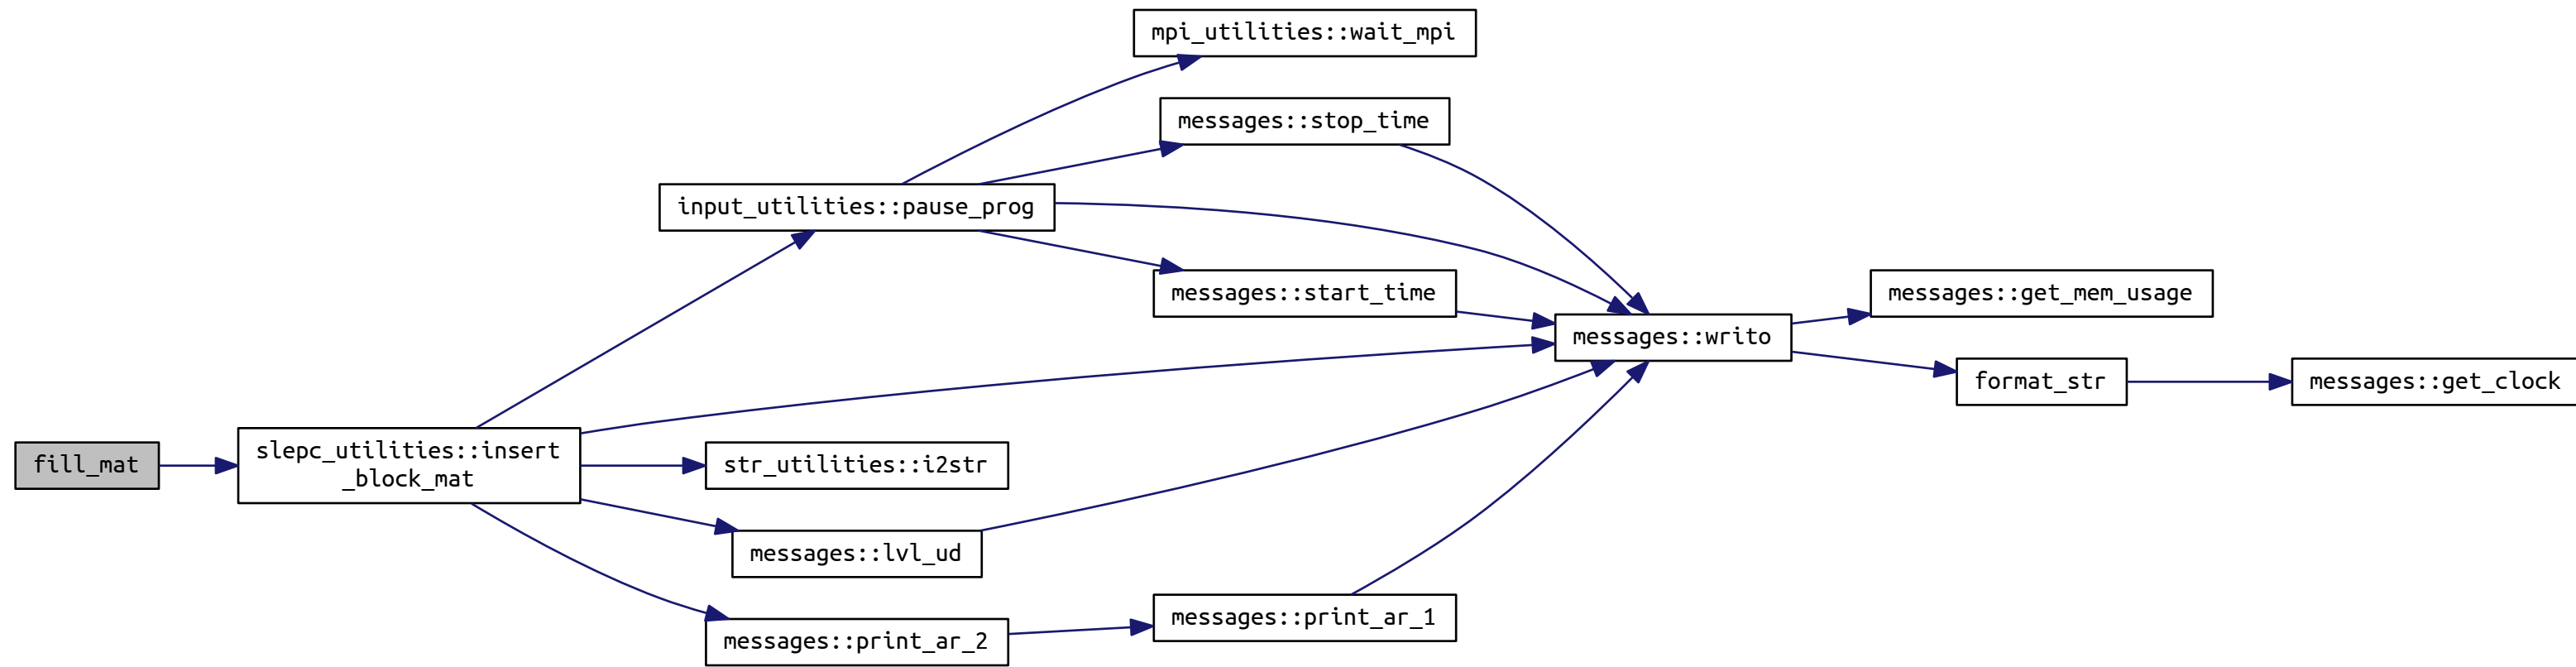 mpi_utilities::wait_mpi
messages::stop_time
input_utilities::pause_prog
messages::start_time
messages::get_mem_usage
messages::writo
format_str
messages::get_clock
fill_mat
slepc_utilities::insert
_block_mat
str_utilities::i2str
messages::lvl_ud
messages::print_ar_1
messages::print_ar_2